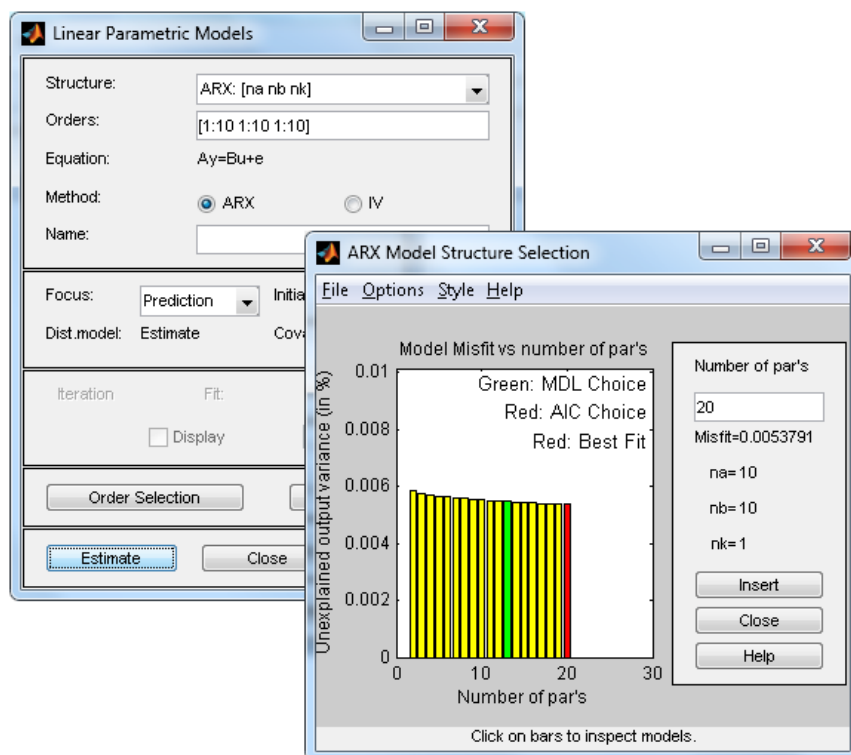 Linear Parametric Models
Structure: ARX: [na nb nk]
Orders: [1:10 1:10 1:10]
Equation: Ay=Bu+e
Method: ARX IV
Name:
Focus: Prediction
Dist.model: Estimate
Iteration Fit:
Display
Order Selection
Estimate Close
ARX Model Structure Selection
File Options Style Help
Model Misfit vs number of par's
Green: MDL Choice
Red: AIC Choice
Red: Best Fit
Unexplained output variance (in %)
0.01
0.008
0.006
0.004
0.002
0
0 10 20 30
Number of par's
Number of par's
20
Misfit=0.0053791
na=10
nb=10
nk=1
Insert
Close
Help
Click on bars to inspect models.